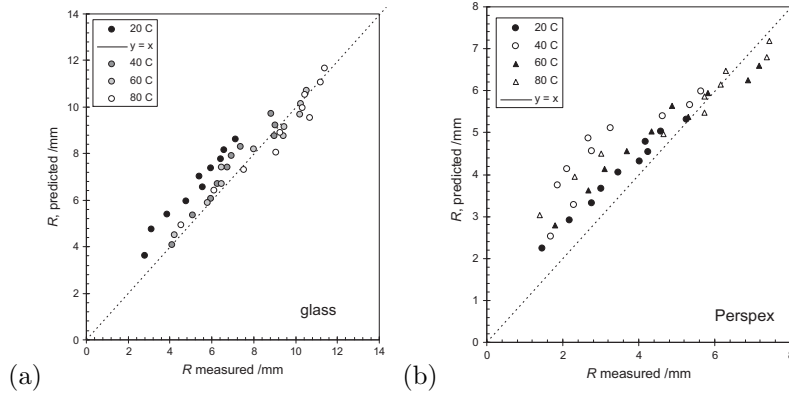 14
12
10
8
6
4
2
0
R, predicted /mm
20 C
y = x
40 C
60 C
80 C
glass
0 2 4 6 8 10 12 14
R measured /mm
(a)
8
7
6
5
4
3
2
1
0
R, predicted /mm
20 C
40 C
60 C
80 C
y = x
Perspex
0 2 4 6 8
R measured /mm
(b)